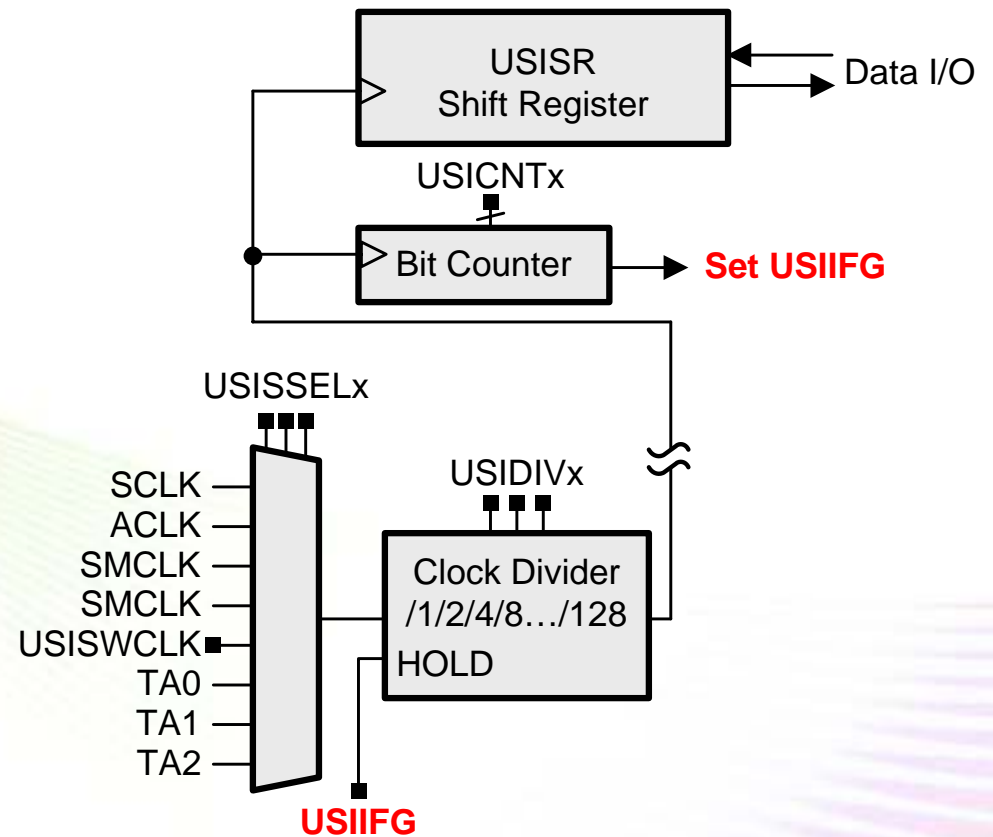 USISR
Shift Register
Data I/O
USICNTx
Bit Counter
Set USIIFG
USISSELx
SCLK
ACLK
SMCLK
SMCLK
USISWCLK
TA0
TA1
TA2
USIDIVx
Clock Divider
/1/2/4/8…/128
HOLD
USIIFG